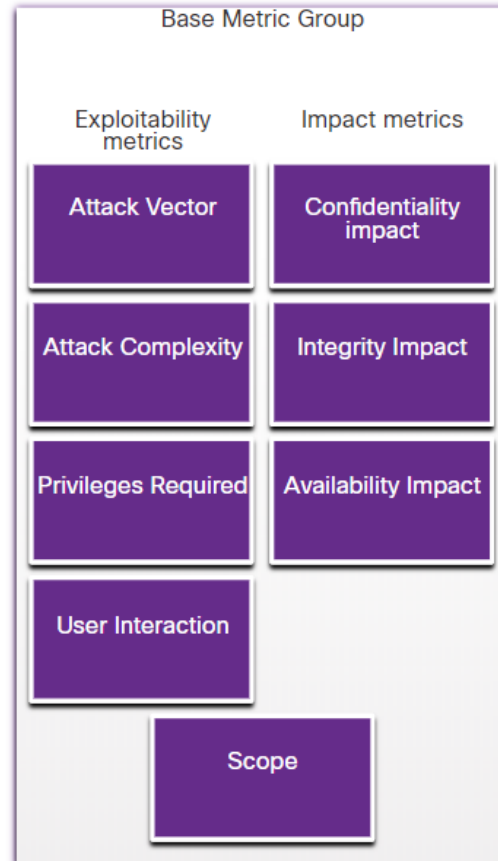 Base Metric Group
Exploitability
metrics
Impact metrics
Attack Vector
Confidentiality
impact
Attack Complexity
Integrity Impact
Privileges Required
Availability Impact
User Interaction
Scope